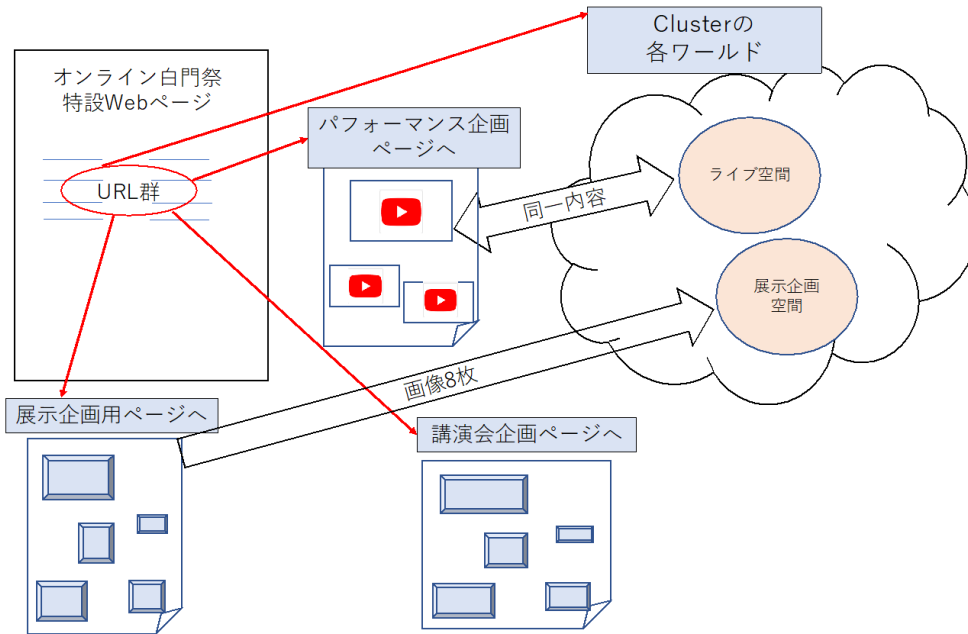 Clusterの
各ワールド
オンライン白門祭
特設Webページ
URL群
パフォーマンス企画
ページへ
同一内容
ライブ空間
展示企画
空間
画像8枚
展示企画用ページへ
講演会企画ページへ